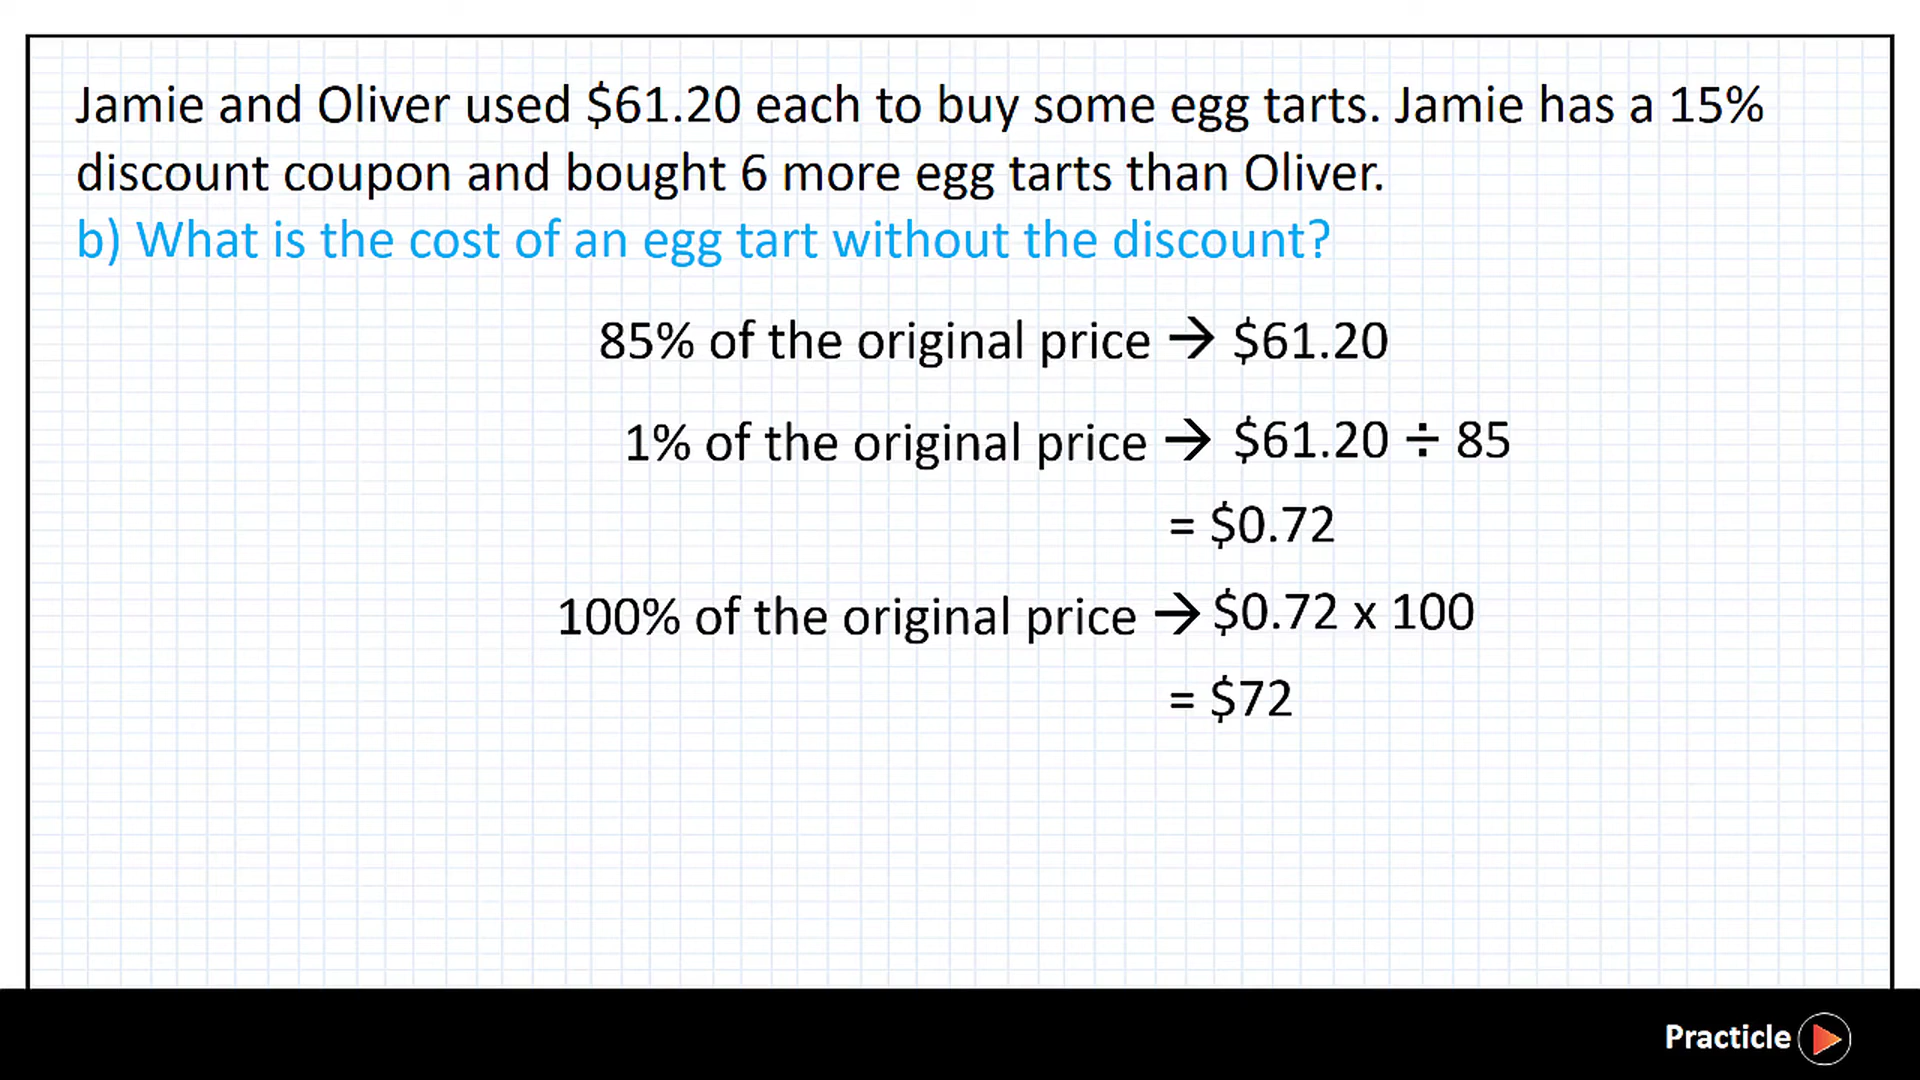 Jamie and Oliver used $61.20 each to buy some egg tarts. Jamie has a 15%
discount coupon and bought 6 more egg tarts than Oliver.
b) What is the cost of an egg tart without the discount?
85% of the original price → $61.20
1% of the original price → $61.20 ÷ 85
= $0.72
100% of the original price → $0.72 x 100
= $72
Practicle